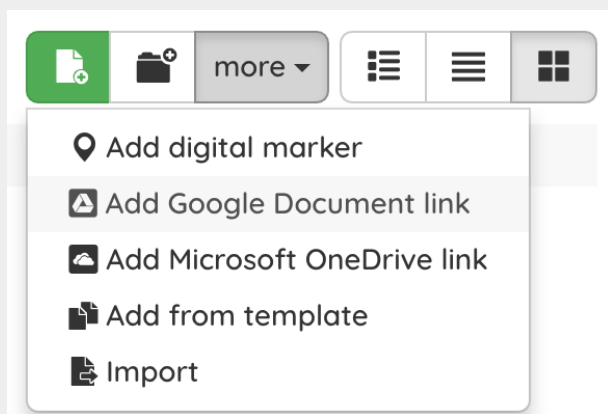 more
Add digital marker
Add Google Document link
Add Microsoft OneDrive link
Add from template
Import